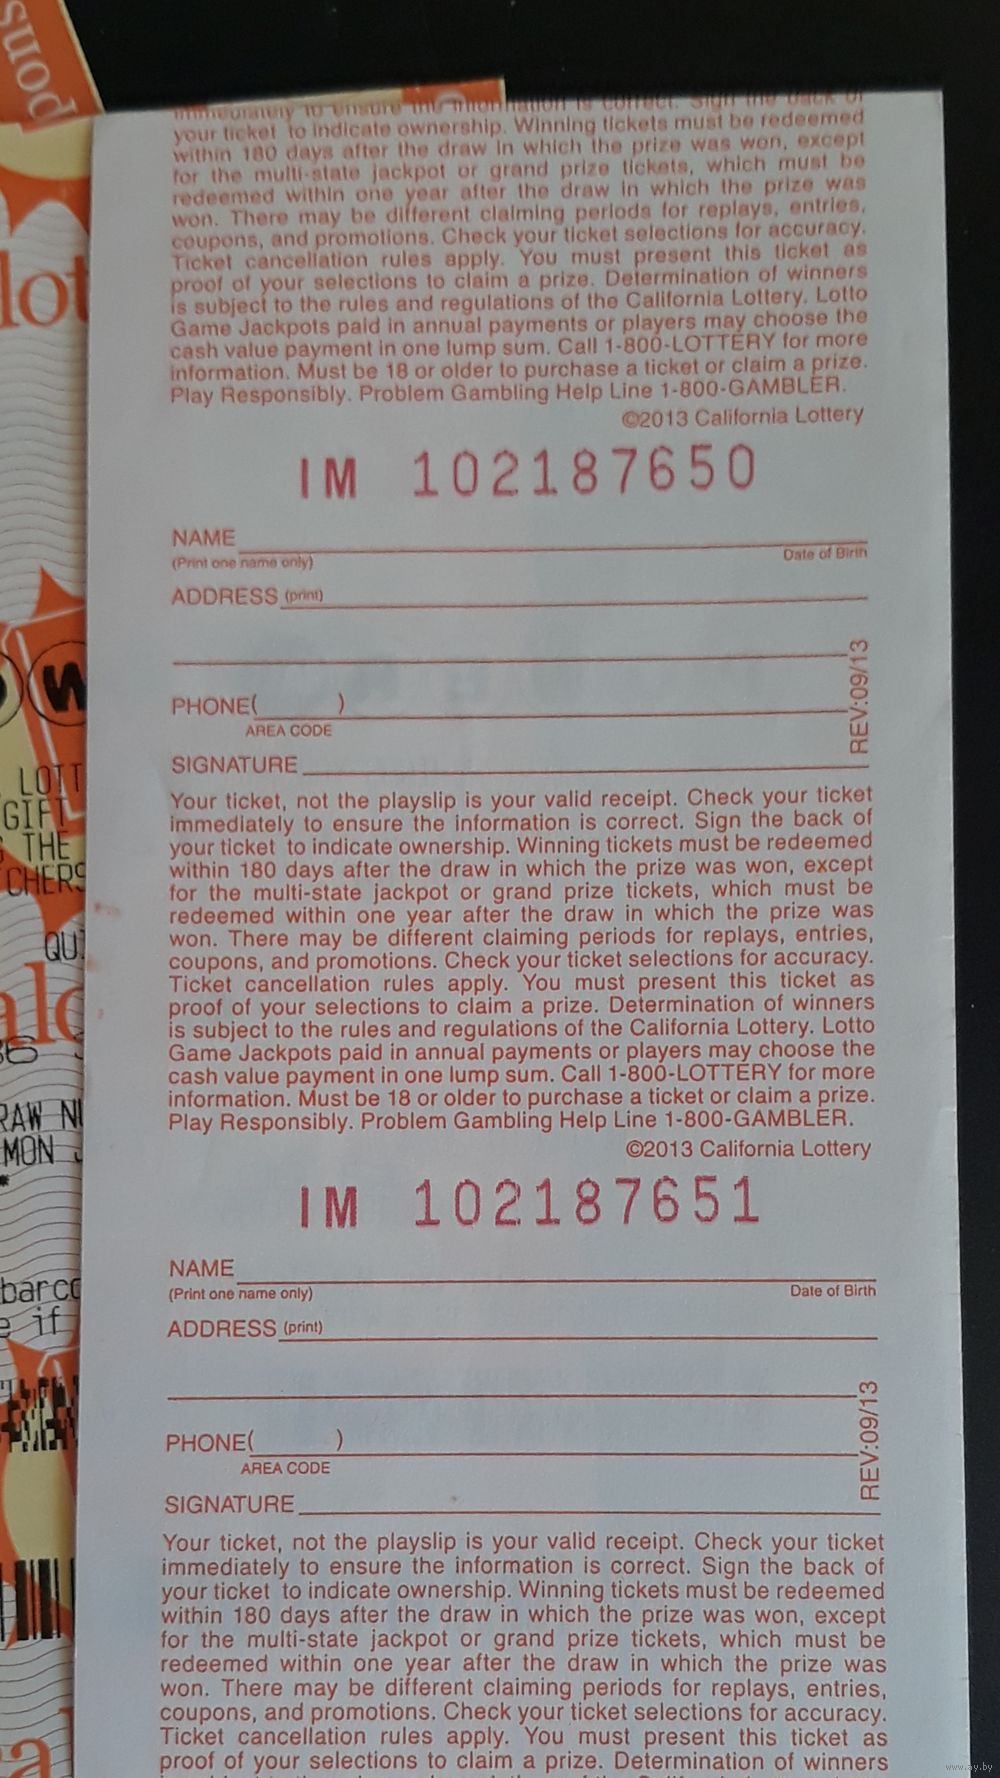 pons
immediately to ensure the information is correct. Sign the back of
your ticket to indicate ownership. Winning tickets must be redeemed
within 180 days after the draw in which the prize was won, except
for the multi-state jackpot or grand prize tickets, which must be
redeemed within one year after the draw in which the prize was
won. There may be different claiming periods for replays, entries,
coupons, and promotions. Check your ticket selections for accuracy.
Ticket cancellation rules apply. You must present this ticket as
proof of your selections to claim a prize. Determination of winners
is subject to the rules and regulations of the California Lottery. Lotto
Game Jackpots paid in annual payments or players may choose the
cash value payment in one lump sum. Call 1-800-LOTTERY for more
information. Must be 18 or older to purchase a ticket or claim a prize.
Play Responsibly. Problem Gambling Help Line 1-800-GAMBLER.
©2013 California Lottery
IM 102187650
NAME
(Print one name only) Date of Birth
ADDRESS (print)
PHONE( )
AREA CODE
REV:09/13
SIGNATURE
Your ticket, not the playslip is your valid receipt. Check your ticket
immediately to ensure the information is correct. Sign the back of
your ticket to indicate ownership. Winning tickets must be redeemed
within 180 days after the draw in which the prize was won, except
for the multi-state jackpot or grand prize tickets, which must be
redeemed within one year after the draw in which the prize was
won. There may be different claiming periods for replays, entries,
coupons, and promotions. Check your ticket selections for accuracy.
Ticket cancellation rules apply. You must present this ticket as
proof of your selections to claim a prize. Determination of winners
is subject to the rules and regulations of the California Lottery. Lotto
Game Jackpots paid in annual payments or players may choose the
cash value payment in one lump sum. Call 1-800-LOTTERY for more
information. Must be 18 or older to purchase a ticket or claim a prize.
Play Responsibly. Problem Gambling Help Line 1-800-GAMBLER.
©2013 California Lottery
IM 102187651
NAME
(Print one name only) Date of Birth
ADDRESS (print)
PHONE( )
AREA CODE
REV:09/13
SIGNATURE
Your ticket, not the playslip is your valid receipt. Check your ticket
immediately to ensure the information is correct. Sign the back of
your ticket to indicate ownership. Winning tickets must be redeemed
within 180 days after the draw in which the prize was won, except
for the multi-state jackpot or grand prize tickets, which must be
redeemed within one year after the draw in which the prize was
won. There may be different claiming periods for replays, entries,
coupons, and promotions. Check your ticket selections for accuracy.
Ticket cancellation rules apply. You must present this ticket as
proof of your selections to claim a prize. Determination of winners
lot
W
LOTT
GIFT
THE
CHERS
QU
alo
RAW N
MON
barco
e if
a
www.ay.by